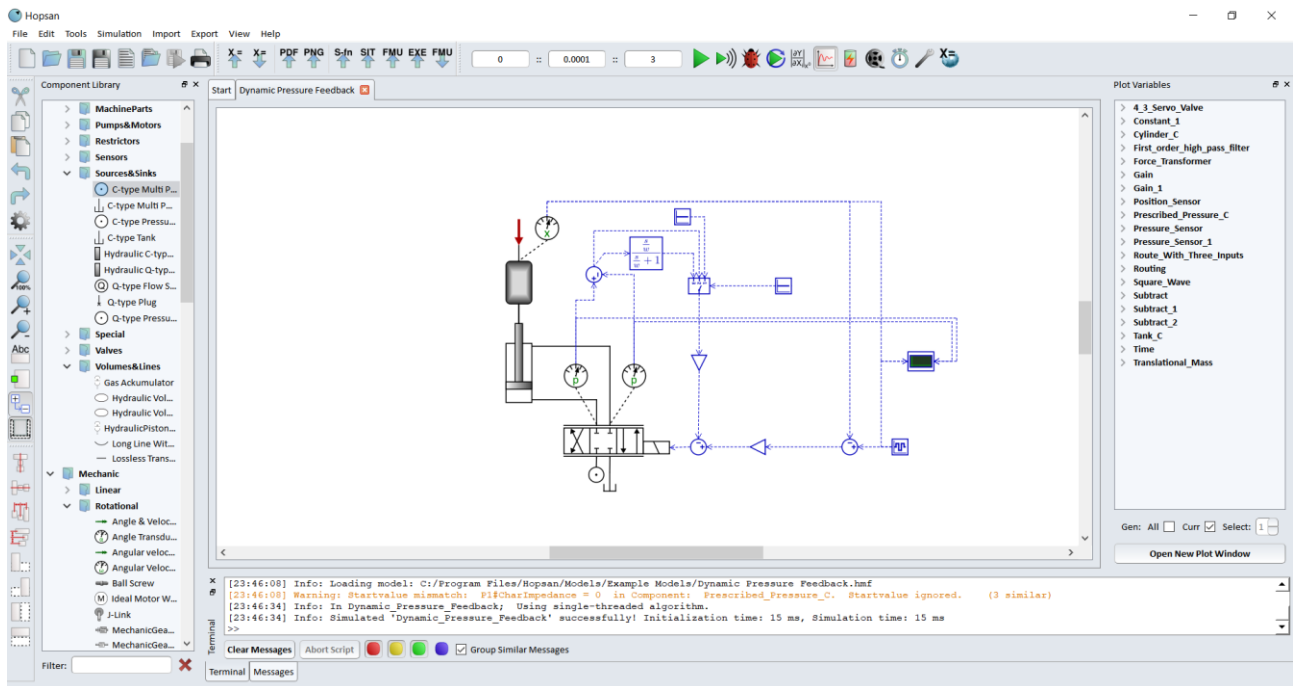 Hopsan
File Edit Tools Simulation Import Export View Help
X= X= PDF PNG S-fn SIT FMU EXE FMU 0 :: 0.0001 :: 3 X=
Component Library
MachineParts
Pumps&Motors
Restrictors
Sensors
Sources&Sinks
C-type Multi P...
C-type Multi P...
C-type Pressu...
C-type Tank
Hydraulic C-typ...
Hydraulic Q-typ...
Q-type Flow S...
Q-type Plug
Q-type Pressu...
Special
Valves
Volumes&Lines
Gas Ackumulator
Hydraulic Vol...
Hydraulic Vol...
HydraulicPiston...
Long Line Wit...
Lossless Trans...
Mechanic
Linear
Rotational
Angle & Veloc...
Angle Transdu...
Angular veloc...
Angular Veloc...
Ball Screw
Ideal Motor W...
J-Link
MechanicGea...
MechanicGea...
Filter:
100%
Abc
Start Dynamic Pressure Feedback
x
s
w
s
w + 1
p p
Plot Variables
4_3_Servo_Valve
Constant_1
Cylinder_C
First_order_high_pass_filter
Force_Transformer
Gain
Gain_1
Position_Sensor
Prescribed_Pressure_C
Pressure_Sensor
Pressure_Sensor_1
Route_With_Three_Inputs
Routing
Square_Wave
Subtract
Subtract_1
Subtract_2
Tank_C
Time
Translational_Mass
Gen: All Curr Select: 1
Open New Plot Window
Terminal
[23:46:08] Info: Loading model: C:/Program Files/Hopsan/Models/Example Models/Dynamic Pressure Feedback.hmf
[23:46:08] Warning: Startvalue mismatch: P1#CharImpedance = 0 in Component: Prescribed_Pressure_C. Startvalue ignored. (3 similar)
[23:46:34] Info: In Dynamic_Pressure_Feedback; Using single-threaded algorithm.
[23:46:34] Info: Simulated 'Dynamic_Pressure_Feedback' successfully! Initialization time: 15 ms, Simulation time: 15 ms
>>
Clear Messages Abort Script Group Similar Messages
Terminal Messages